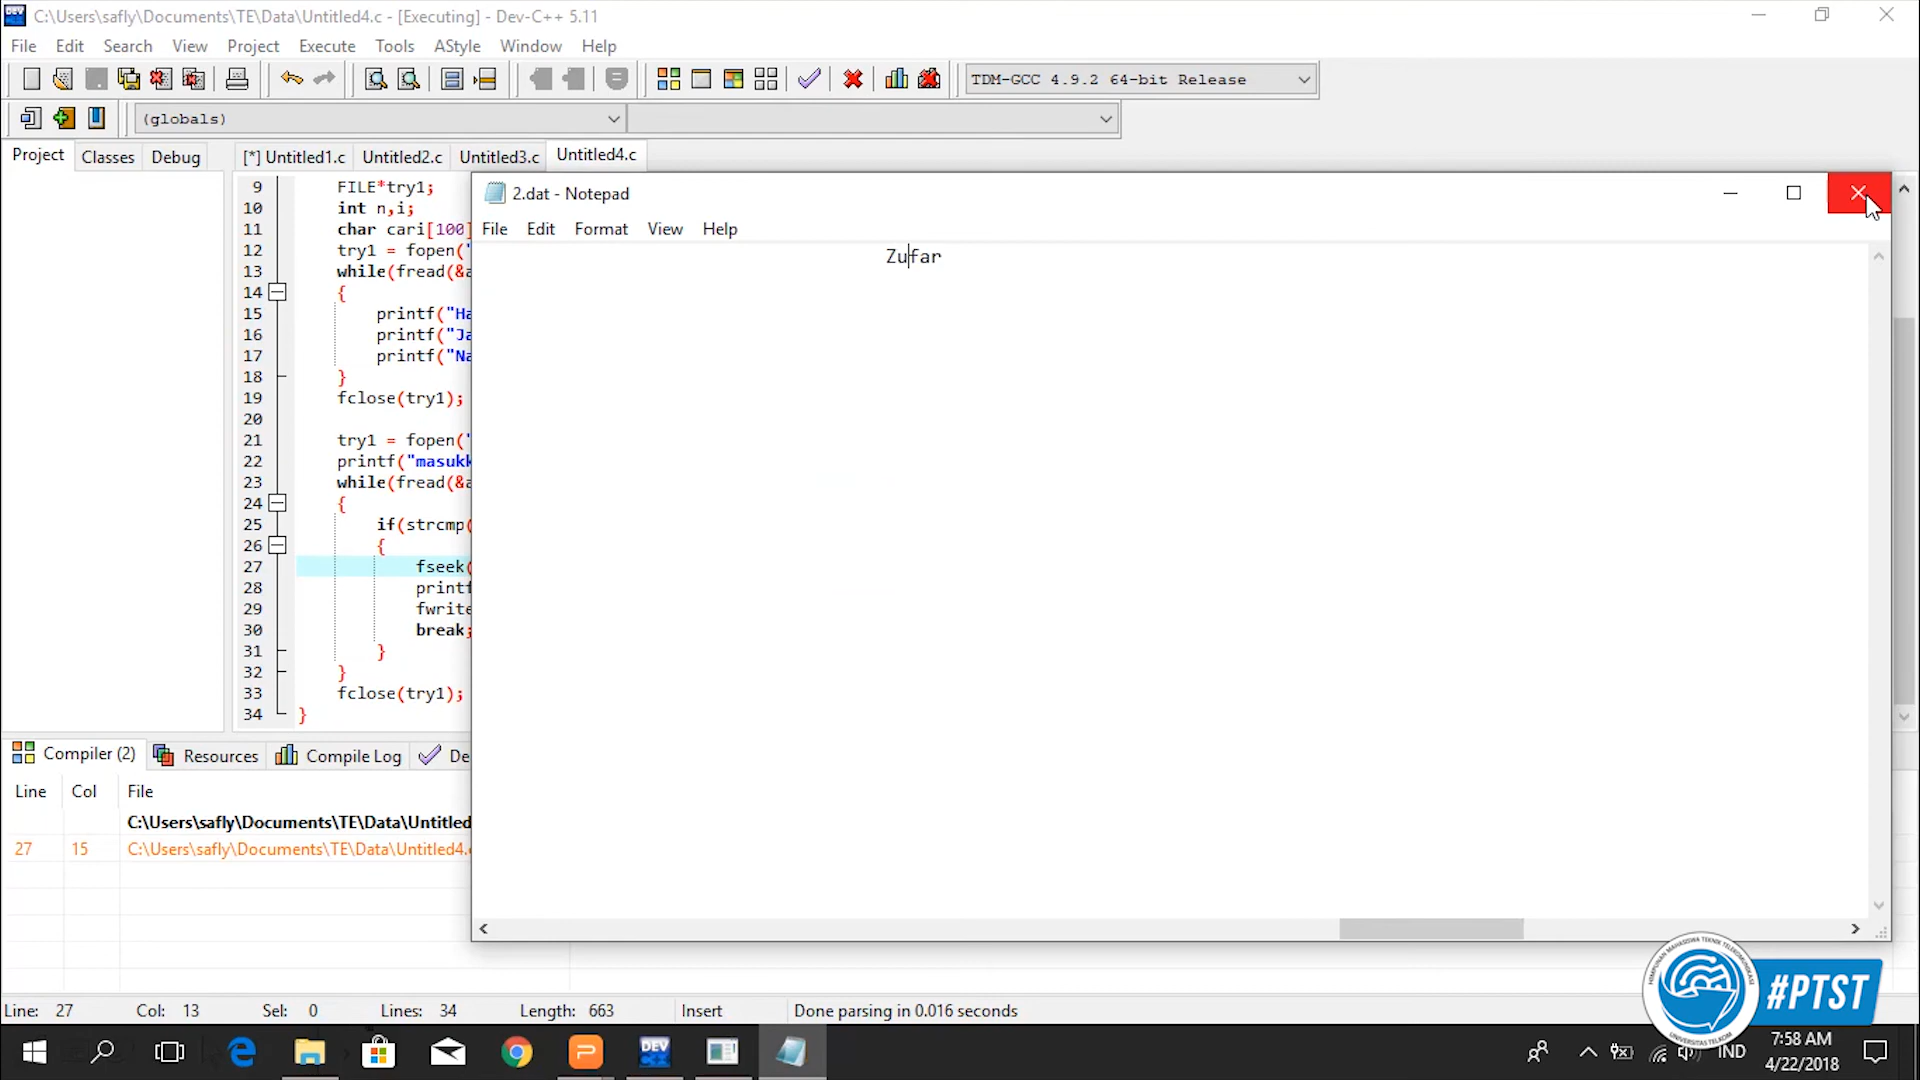 C:\Users\safly\Documents\TE\Data\Untitled4.c - [Executing] - Dev-C++ 5.11
File Edit Search View Project Execute Tools AStyle Window Help
TDM-GCC 4.9.2 64-bit Release
(globals)
Project Classes Debug [*] Untitled1.c Untitled2.c Untitled3.c Untitled4.c
2.dat - Notepad
File Edit Format View Help
Zufar
9 FILE*try1;
10 int n,i;
11 char cari[100]
12 try1 = fopen("
13 while(fread(&a
14 {
15 printf("Ha
16 printf("Ja
17 printf("Na
18 }
19 fclose(try1);
20
21 try1 = fopen("
22 printf("masukk
23 while(fread(&a
24 {
25 if(strcmp(
26 {
27 fseek(
28 printf
29 fwrite
30 break;
31 }
32 }
33 fclose(try1);
34 }
Compiler (2) Resources Compile Log De
Line Col File
C:\Users\safly\Documents\TE\Data\Untitled
27 15 C:\Users\safly\Documents\TE\Data\Untitled4.
HIMPUNAN MAHASISWA TEKNIK TELEKOMUNIKASI
UNIVERSITAS TELKOM
#PTST
Line: 27 Col: 13 Sel: 0 Lines: 34 Length: 663 Insert Done parsing in 0.016 seconds
DEV
IND
7:58 AM
4/22/2018